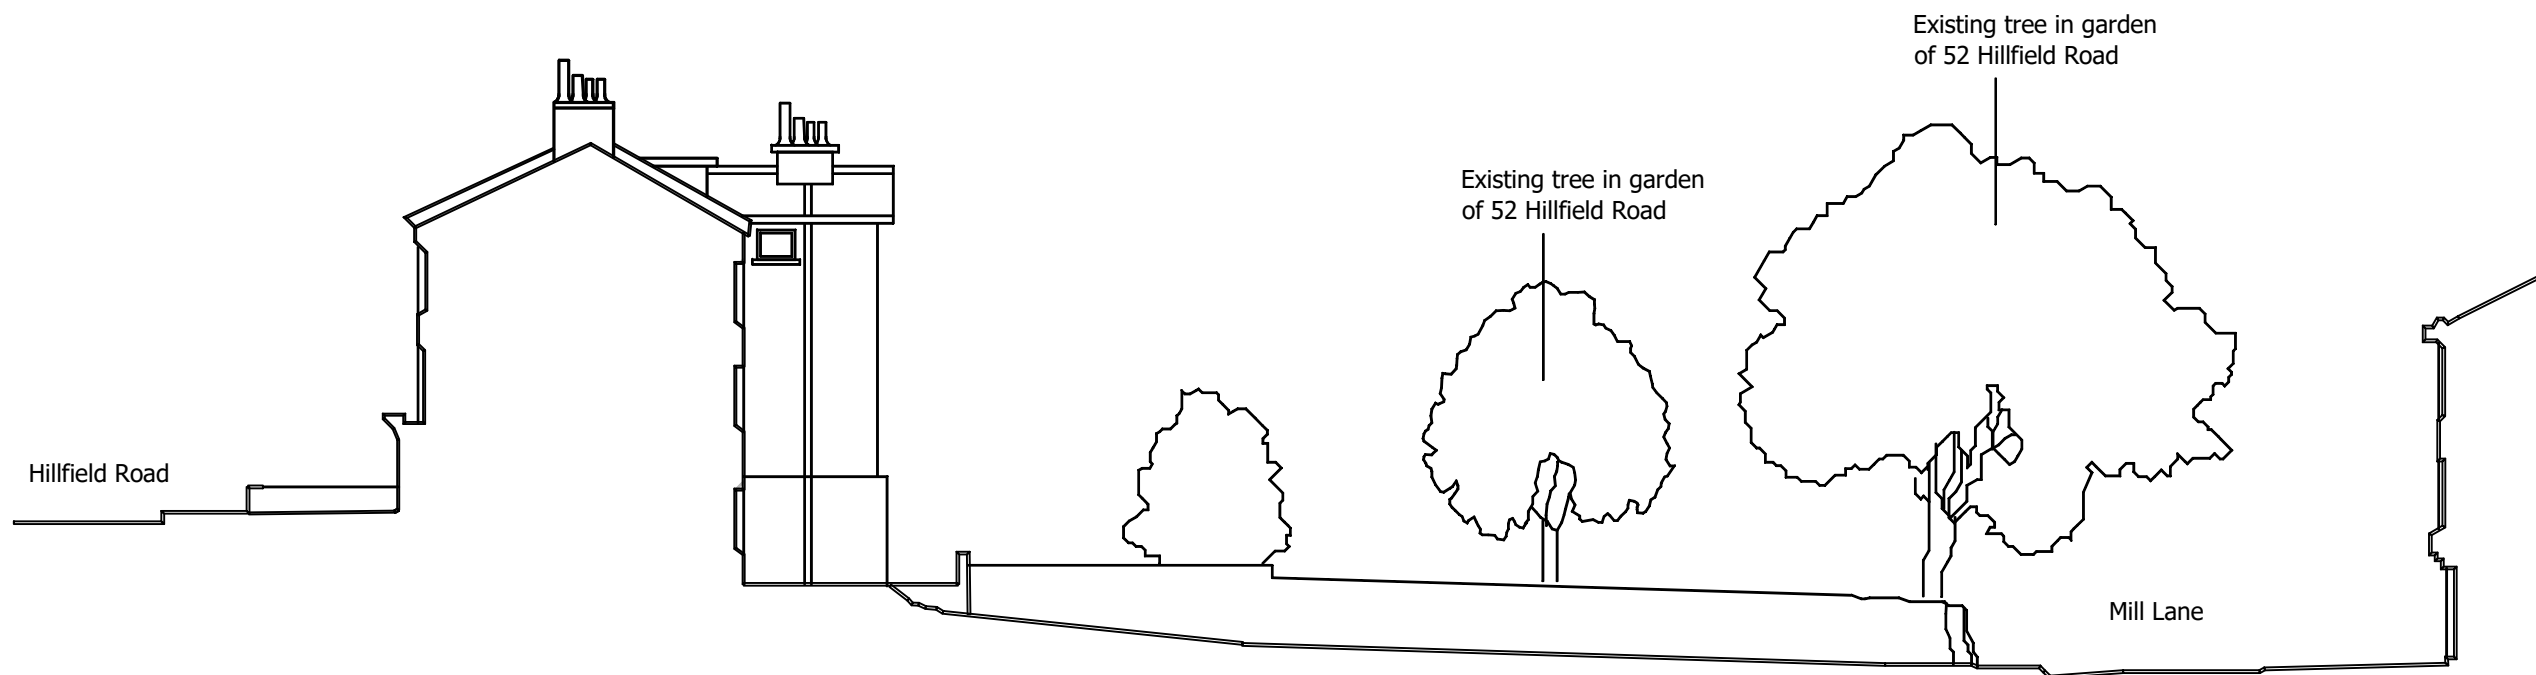 Existing tree in garden
of 52 Hillfield Road
Existing tree in garden
of 52 Hillfield Road
Hillfield Road
Mill Lane